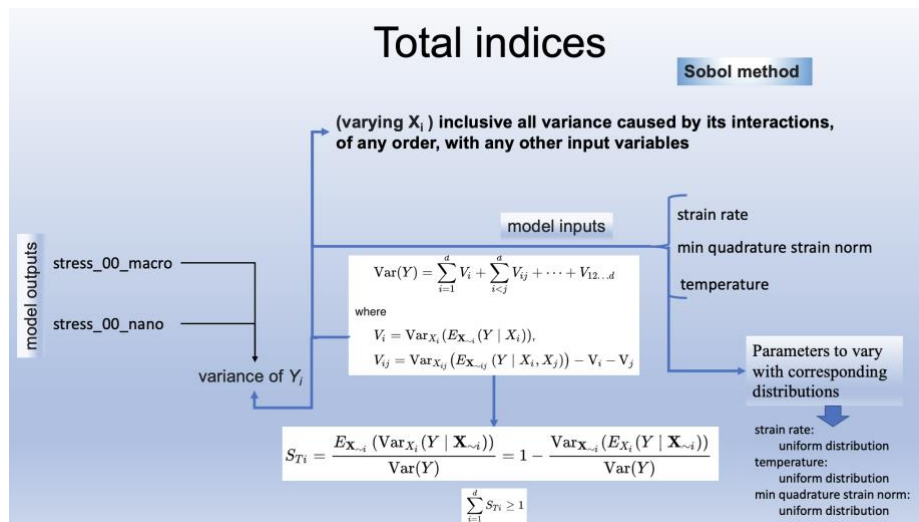 Total indices
Sobol method
(varying Xᵢ ) inclusive all variance caused by its interactions,
of any order, with any other input variables
model inputs
strain rate
min quadrature strain norm
temperature
model outputs
stress_00_macro
stress_00_nano
variance of Yᵢ
Var(Y) = ∑_{i=1}^{d} V_i + ∑_{i<j}^{d} V_{ij} + ⋯ + V_{12…d}
where
V_i = Var_{X_i}(E_{X_{∼i}}(Y | X_i)),
V_{ij} = Var_{X_{ij}}(E_{X_{∼ij}}(Y | X_i, X_j)) − V_i − V_j
S_{Ti} = E_{X_{∼i}}(Var_{X_i}(Y | X_{∼i})) / Var(Y) = 1 − Var_{X_{∼i}}(E_{X_i}(Y | X_{∼i})) / Var(Y)
∑_{i=1}^{d} S_{Ti} ≥ 1
Parameters to vary
with corresponding
distributions
strain rate:
uniform distribution
temperature:
uniform distribution
min quadrature strain norm:
uniform distribution